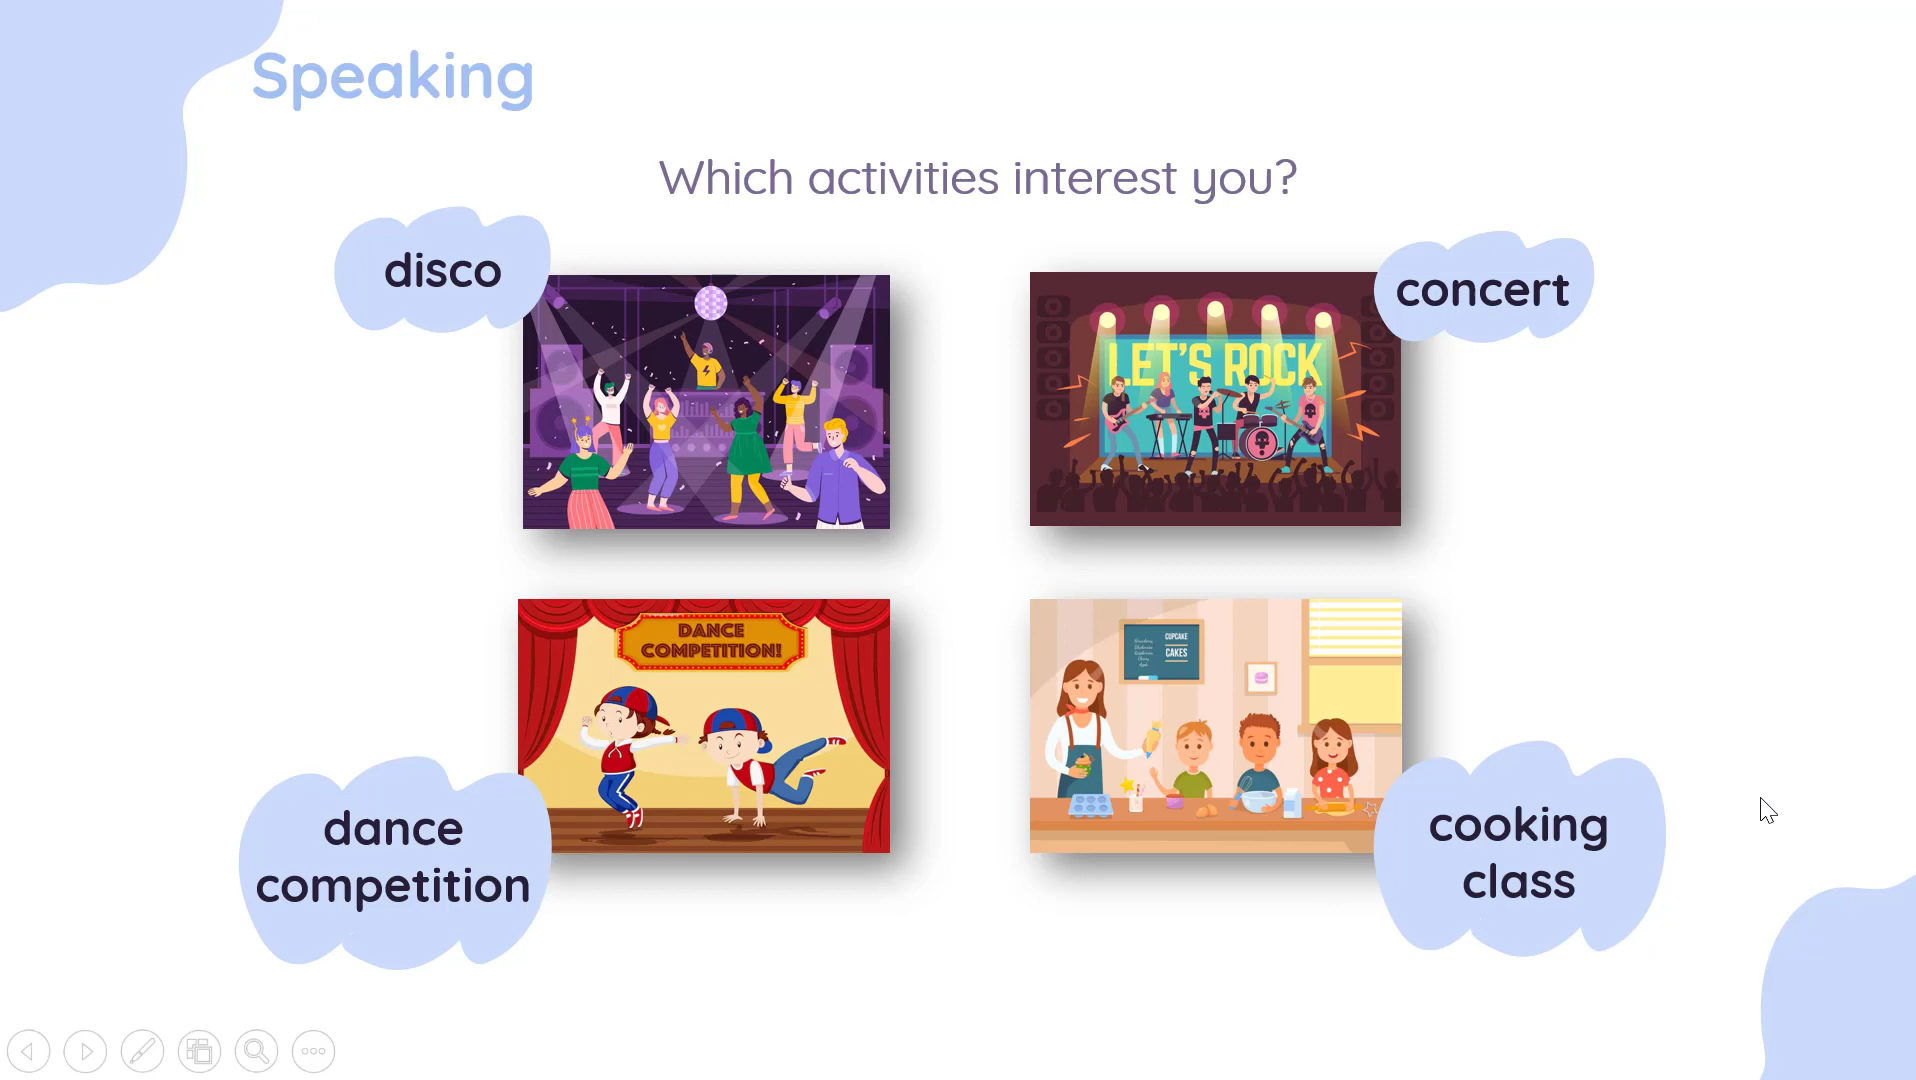 Speaking
Which activities interest you?
disco
concert
LET'S ROCK
DANCE
COMPETITION!
CUPCAKE
CAKES
dance
competition
cooking
class